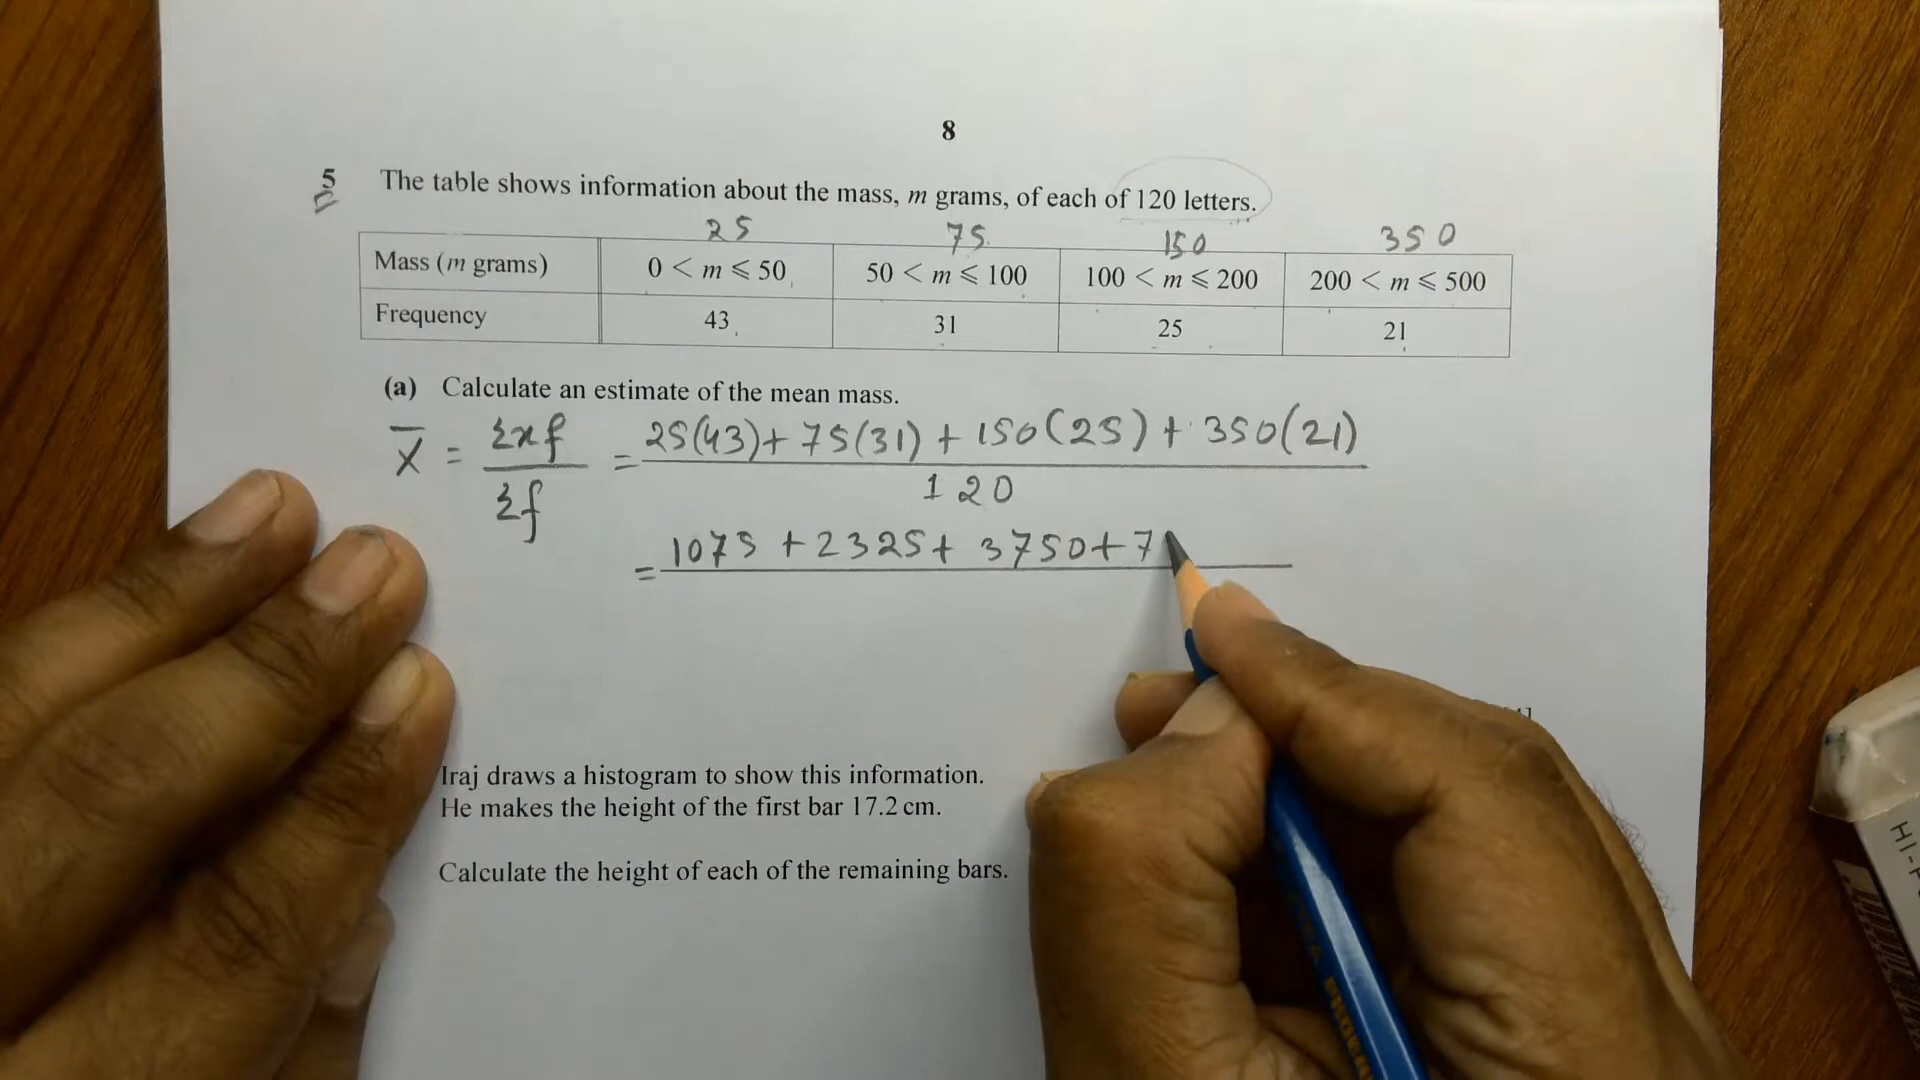 8
5 The table shows information about the mass, m grams, of each of 120 letters.
25 75 150 350
Mass (m grams) 0 < m ⩽ 50 50 < m ⩽ 100 100 < m ⩽ 200 200 < m ⩽ 500
Frequency 43 31 25 21
(a) Calculate an estimate of the mean mass.
x̄ = Σxf / Σf = 25(43) + 75(31) + 150(25) + 350(21) / 120
= 1075 + 2325 + 3750 + 7
Iraj draws a histogram to show this information.
He makes the height of the first bar 17.2 cm.
Calculate the height of each of the remaining bars.